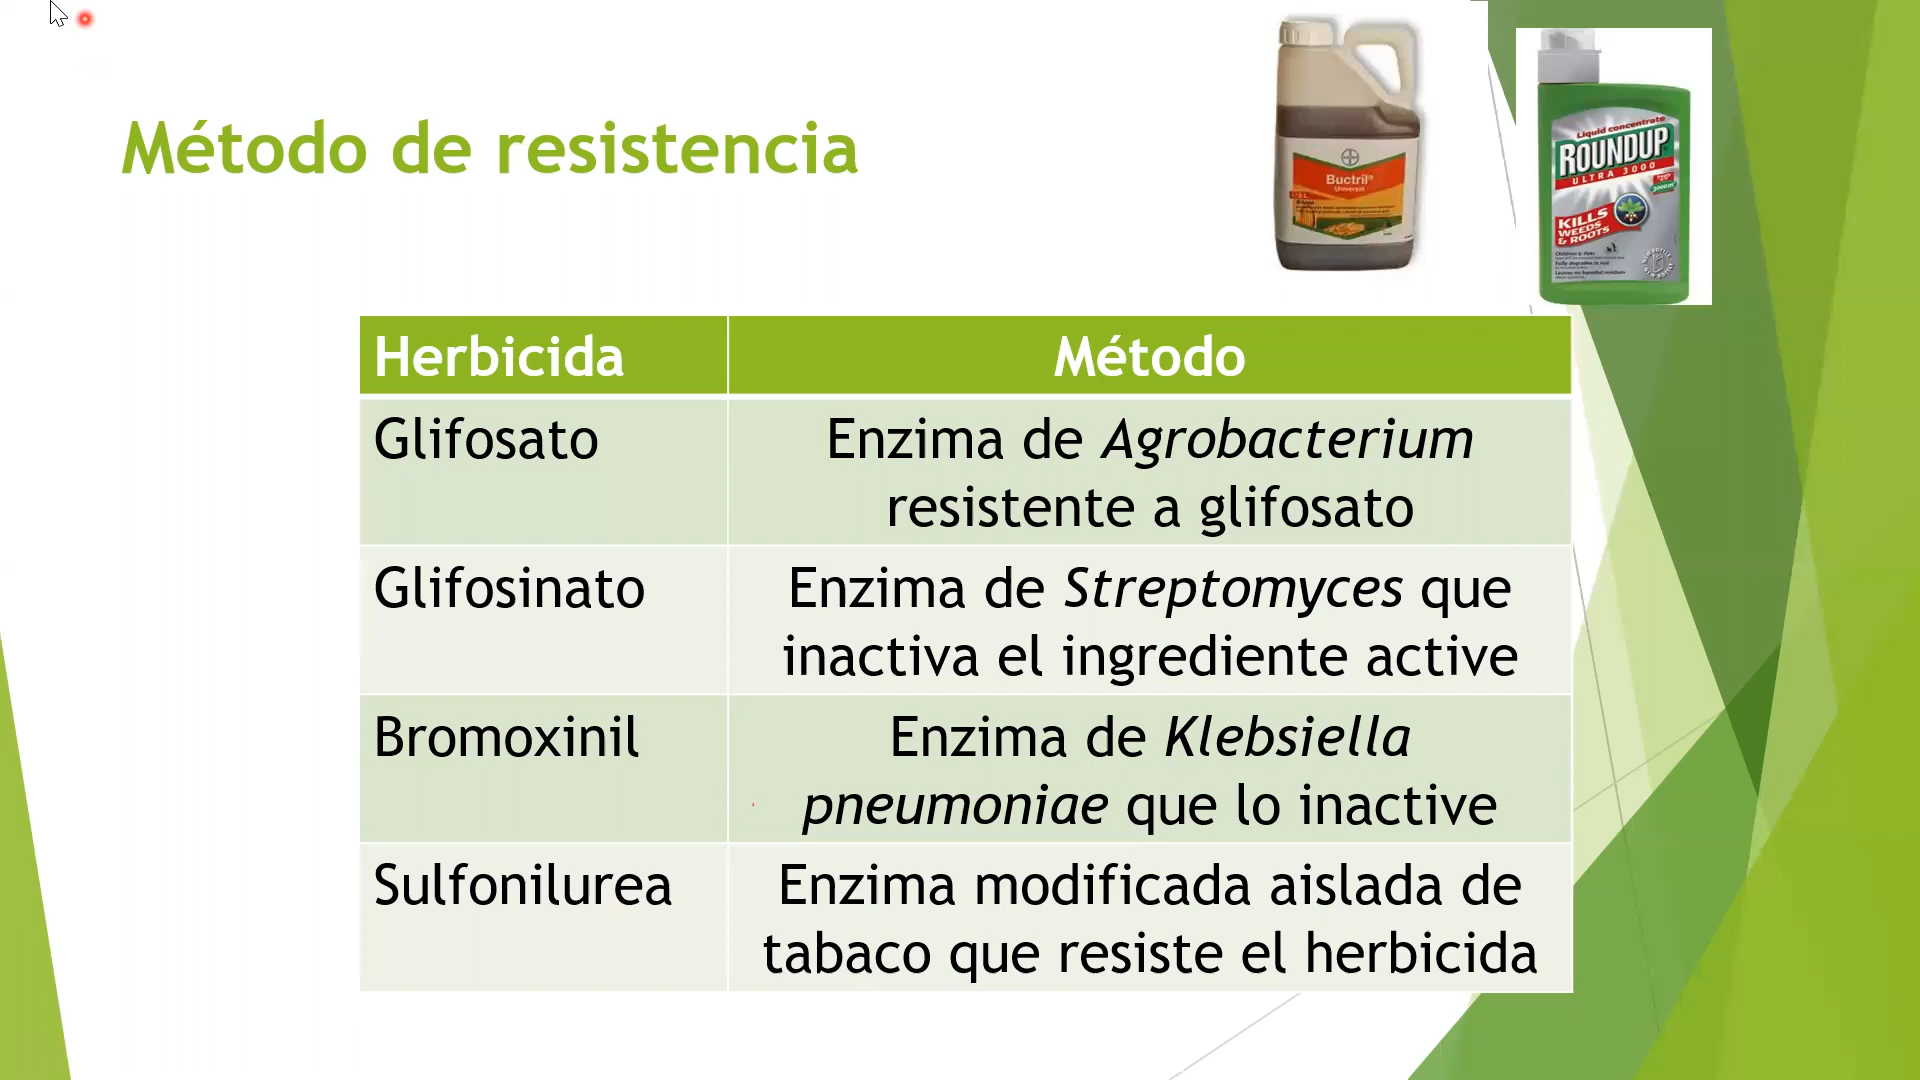 Método de resistencia
Buctril®
Universal
Liquid concentrate
ROUNDUP
ULTRA 3000
KILLS
WEEDS
& ROOTS
Herbicida
Método
Glifosato
Enzima de Agrobacterium
resistente a glifosato
Glifosinato
Enzima de Streptomyces que
inactiva el ingrediente active
Bromoxinil
Enzima de Klebsiella
pneumoniae que lo inactive
Sulfonilurea
Enzima modificada aislada de
tabaco que resiste el herbicida